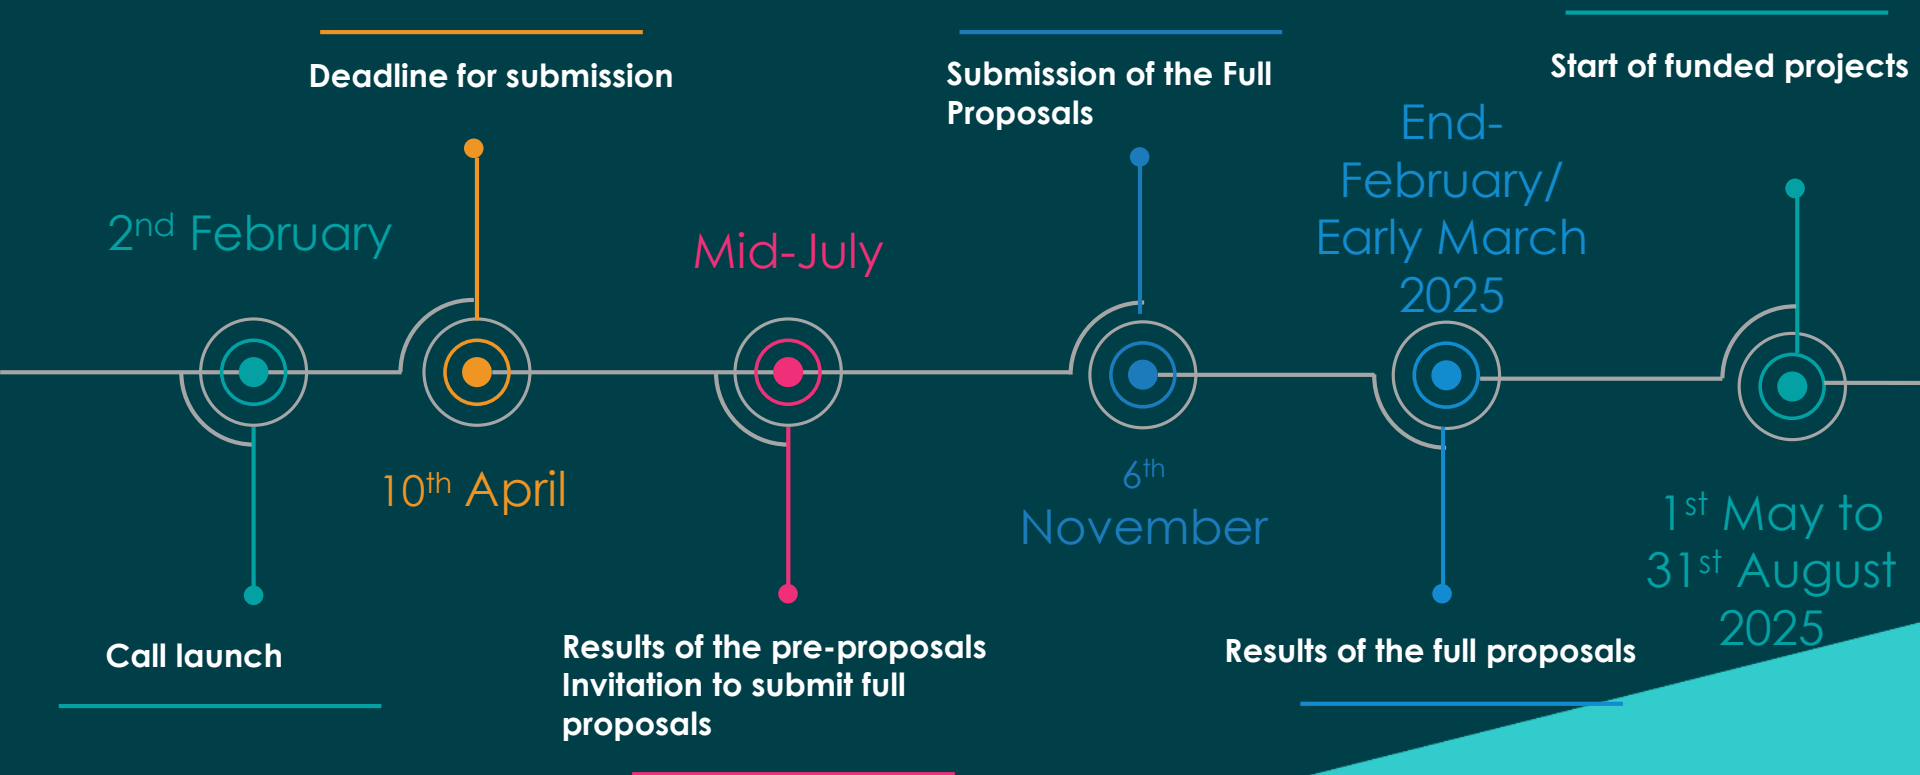 2nd February
Call launch
Deadline for submission
10th April
Mid-July
Results of the pre-proposals
Invitation to submit full
proposals
Submission of the Full
Proposals
6th
November
End-
February/
Early March
2025
Results of the full proposals
Start of funded projects
1st May to
31st August
2025